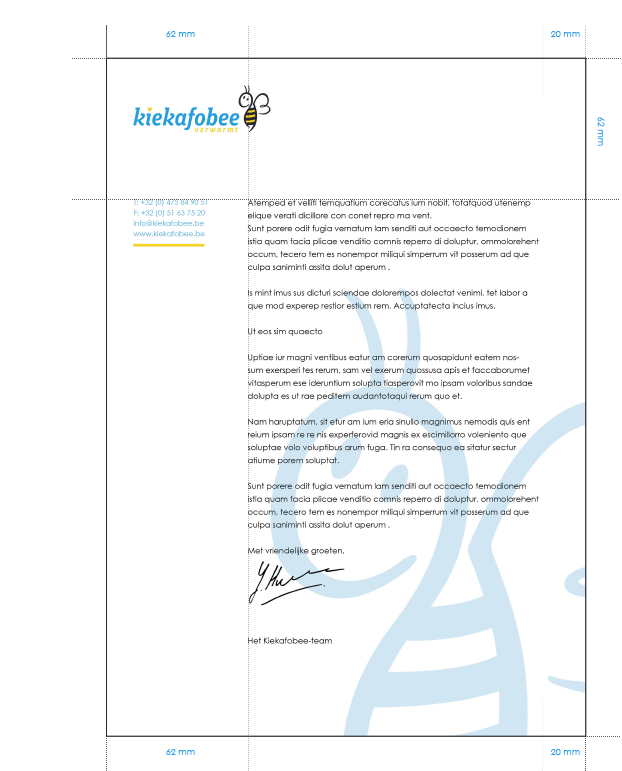 62 mm
20 mm
kiekafobee
verwarmt
62 mm
T: +32 (0) 475 84 90 51
F: +32 (0) 51 63 75 20
info@kiekafobee.be
www.kiekafobee.be
Atemped et velliti temquatium corecatus ium nobit, totatquod utenemp
elique verati dicillore con conet repro ma vent.
Sunt porere odit fugia vernatum lam senditi aut occaecto temodionem
istia quam facia plicae venditio comnis reperro di doluptur, ommolorehent
occum, tecero tem es nonempor miliqui simperrum vit posserum ad que
culpa saniminti assita dolut aperum .
Is mint imus sus dicturi sciendae dolorempos dolectat venimi, tet labor a
que mod experep restior estium rem. Accuptatecta incius imus.
Ut eos sim quaecto
Uptiae iur magni ventibus eatur am corerum quosapidunt eatem nos-
sum exersperi tes rerum, sam vel exerum quossusa apis et faccaborumet
vitasperum ese ideruntium solupta tiasperovit mo ipsam voloribus sandae
dolupta es ut rae peditem audantotaqui rerum quo et.
Nam haruptatum, sit etur am ium eria sinullo magnimus nemodis quis ent
reium ipsam re re nis experferovid magnis ex escimillorro voleniento que
soluptae volo voluptibus arum fuga. Tin ra consequo ea sitatur sectur
atiume porem soluptat.
Sunt porere odit fugia vernatum lam senditi aut occaecto temodionem
istia quam facia plicae venditio comnis reperro di doluptur, ommolorehent
occum, tecero tem es nonempor miliqui simperrum vit posserum ad que
culpa saniminti assita dolut aperum .
Met vriendelijke groeten,
Het Kiekafobee-team
62 mm
20 mm